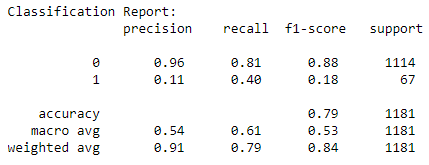 Classification Report:
precision recall f1-score support
0 0.96 0.81 0.88 1114
1 0.11 0.40 0.18 67
accuracy 0.79 1181
macro avg 0.54 0.61 0.53 1181
weighted avg 0.91 0.79 0.84 1181